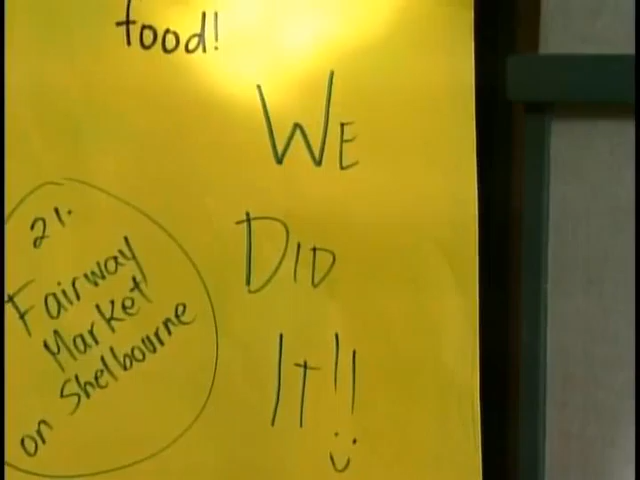 food!
WE
DID
IT!!
21.
Fairway
Market
on Shelbourne